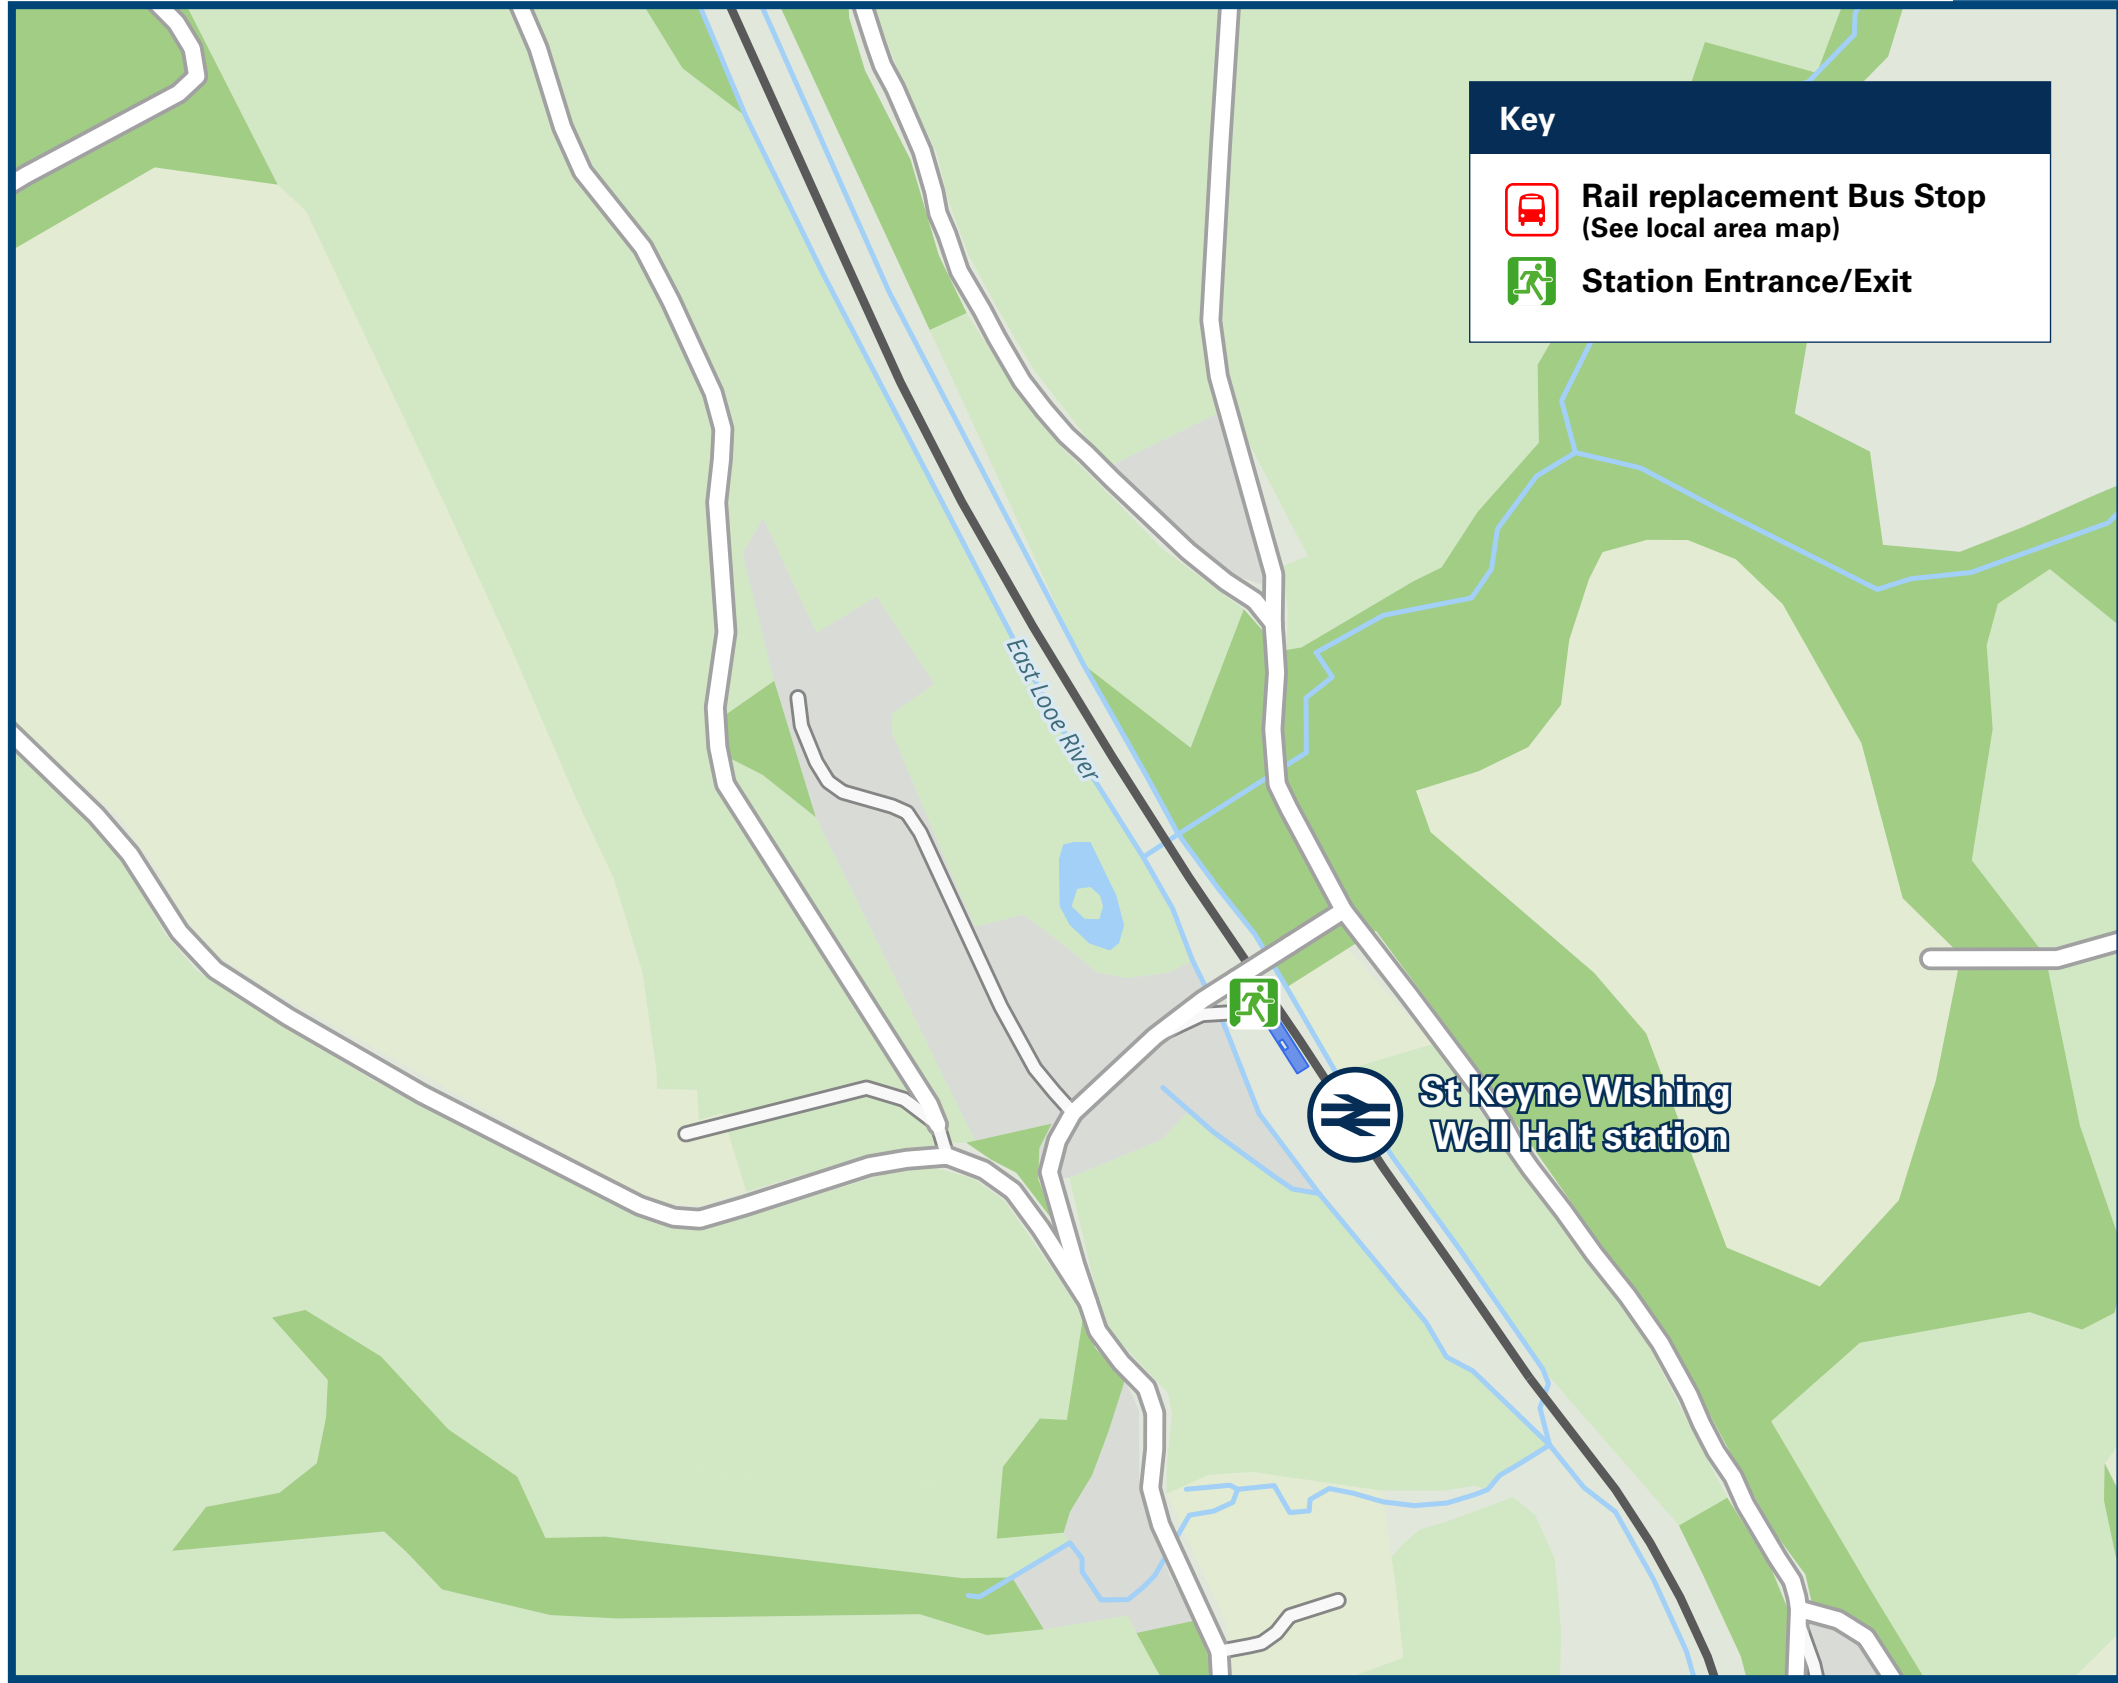 Key
Rail replacement Bus Stop
(See local area map)
Station Entrance/Exit
East Looe River
St Keyne Wishing
Well Halt station